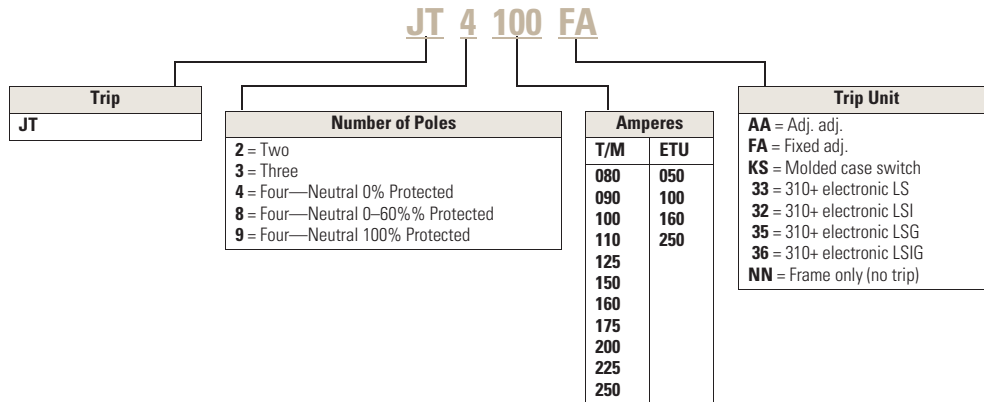 JT 4 100 FA
Trip
JT
Number of Poles
2 = Two
3 = Three
4 = Four—Neutral 0% Protected
8 = Four—Neutral 0–60%% Protected
9 = Four—Neutral 100% Protected
Amperes
T/M ETU
080 050
090 100
100 160
110 250
125
150
160
175
200
225
250
Trip Unit
AA = Adj. adj.
FA = Fixed adj.
KS = Molded case switch
33 = 310+ electronic LS
32 = 310+ electronic LSI
35 = 310+ electronic LSG
36 = 310+ electronic LSIG
NN = Frame only (no trip)